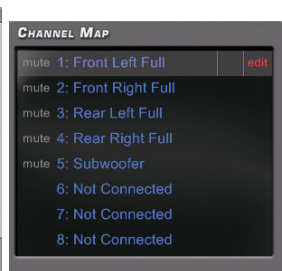 CHANNEL MAP
mute 1: Front Left Full edit
mute 2: Front Right Full
mute 3: Rear Left Full
mute 4: Rear Right Full
mute 5: Subwoofer
6: Not Connected
7: Not Connected
8: Not Connected